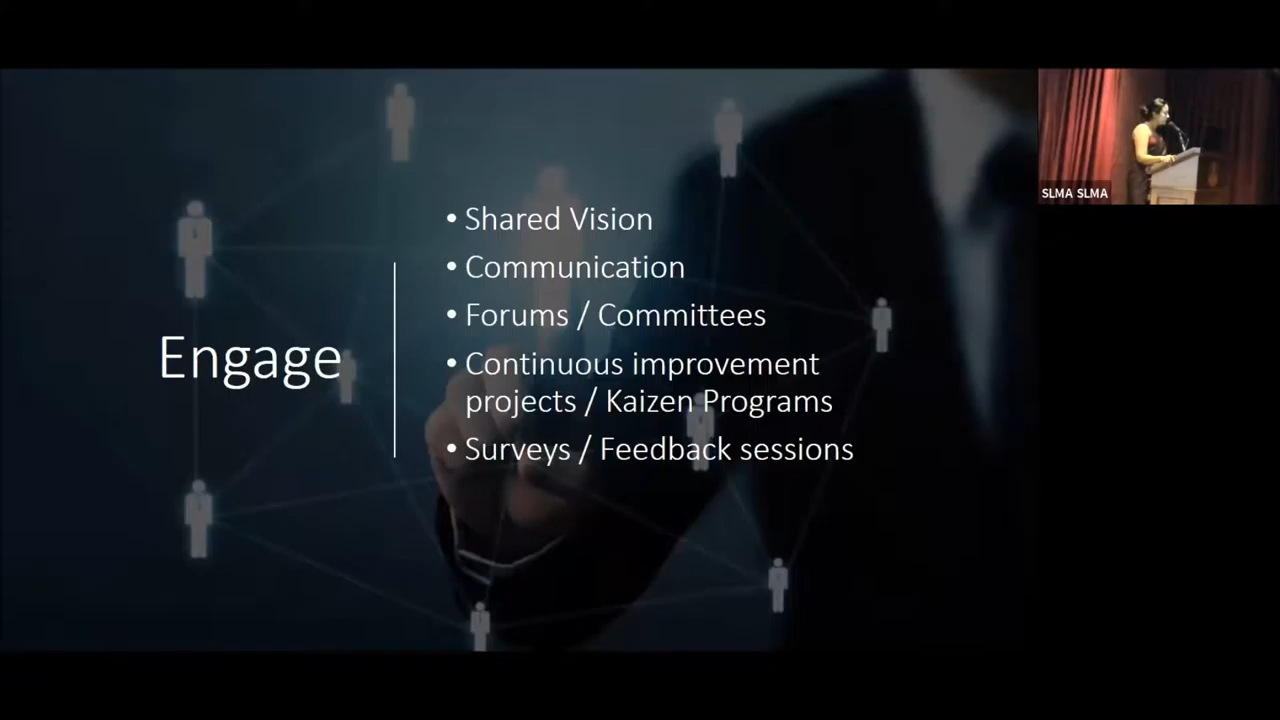 Engage
• Shared Vision
• Communication
• Forums / Committees
• Continuous improvement
projects / Kaizen Programs
• Surveys / Feedback sessions
SLMA SLMA